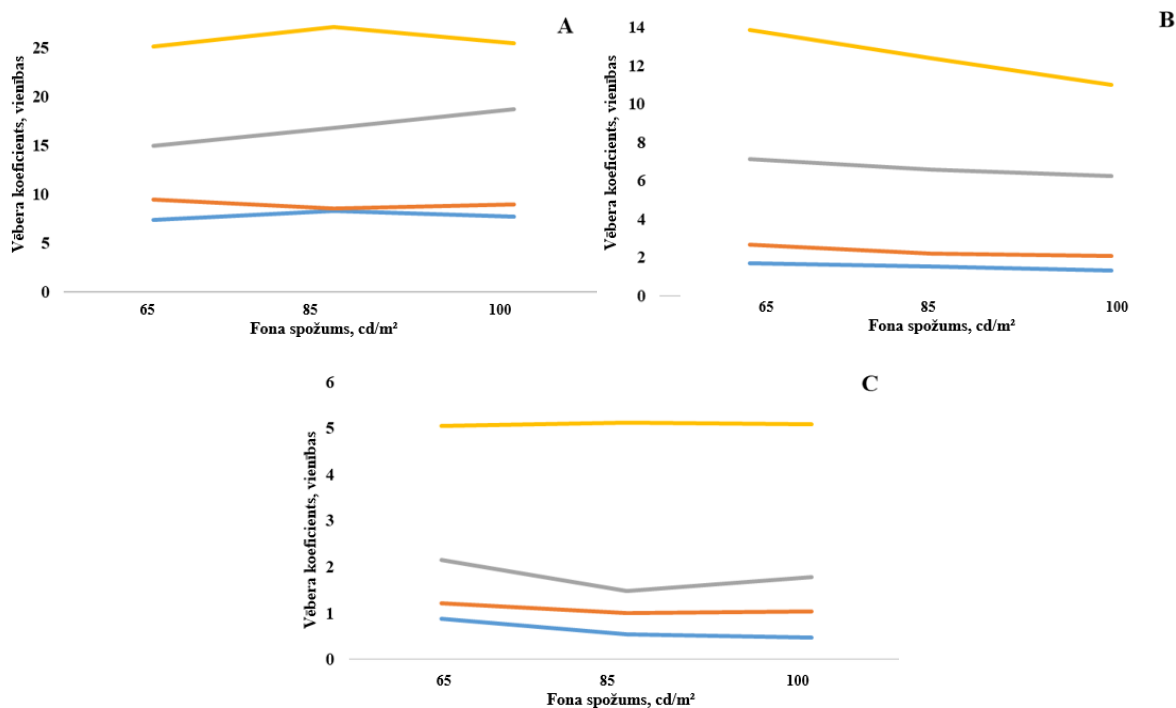 A
Vēbera koeficients, vienības
25
20
15
10
5
0
65 85 100
Fona spožums, cd/m²
B
Vēbera koeficients, vienības
14
12
10
8
6
4
2
0
65 85 100
Fona spožums, cd/m²
C
Vēbera koeficients, vienības
6
5
4
3
2
1
0
65 85 100
Fona spožums, cd/m²